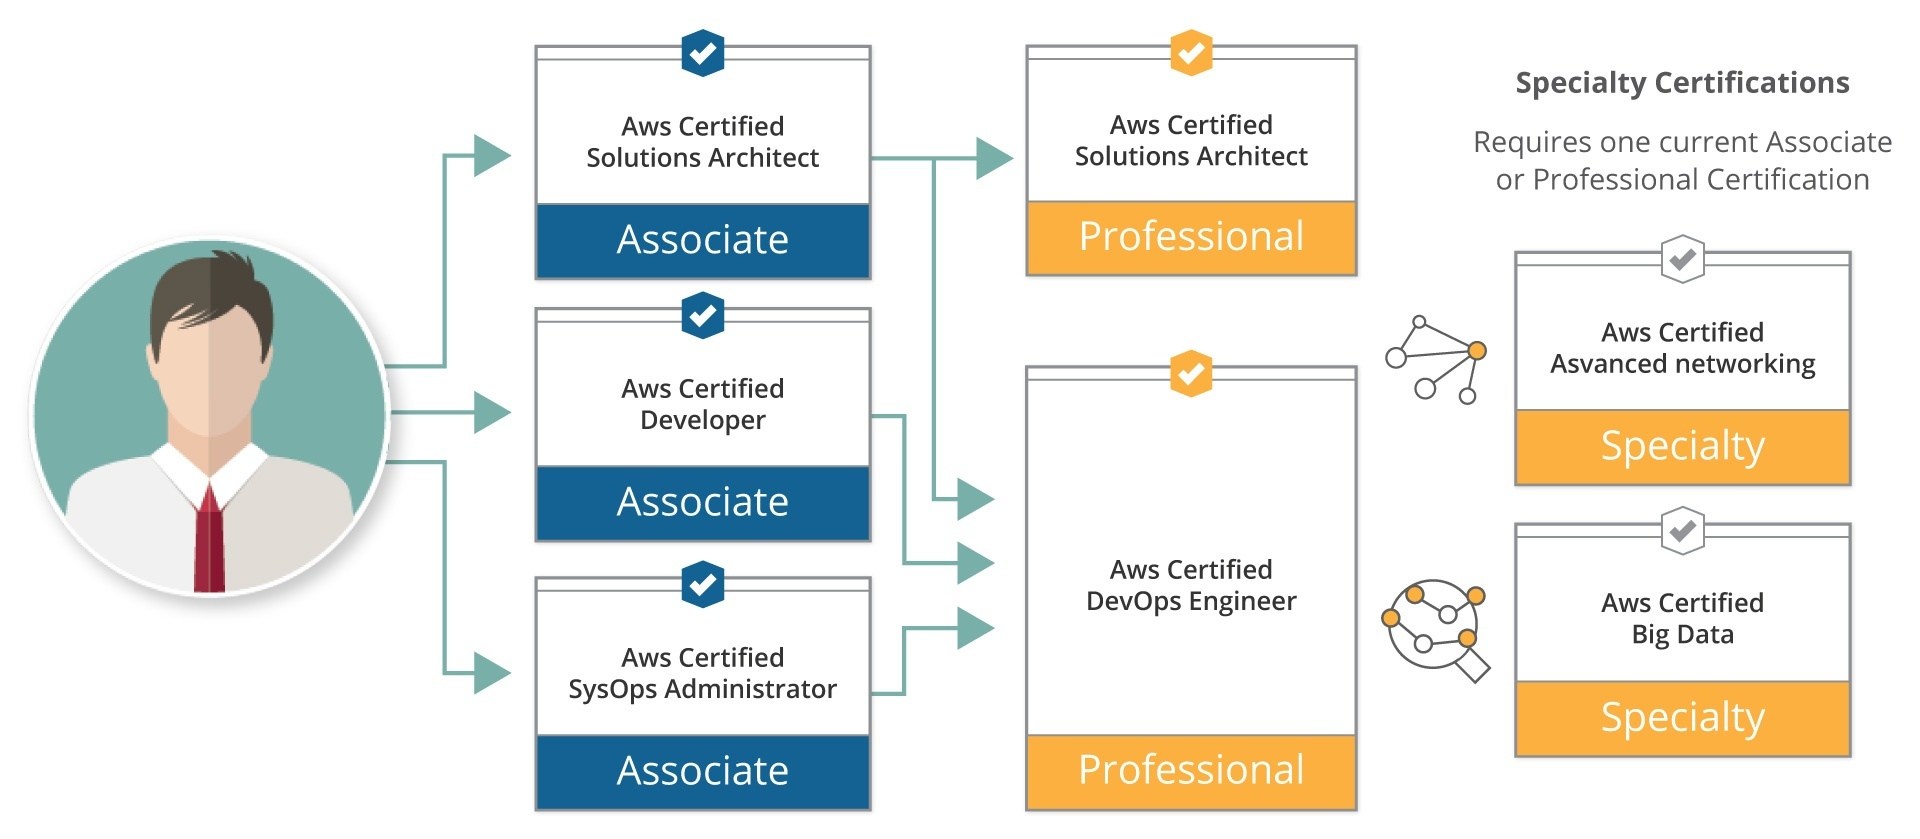 Aws Certified
Solutions Architect
Associate
Aws Certified
Developer
Associate
Aws Certified
SysOps Administrator
Associate
Aws Certified
Solutions Architect
Professional
Aws Certified
DevOps Engineer
Professional
Specialty Certifications
Requires one current Associate
or Professional Certification
Aws Certified
Asvanced networking
Specialty
Aws Certified
Big Data
Specialty